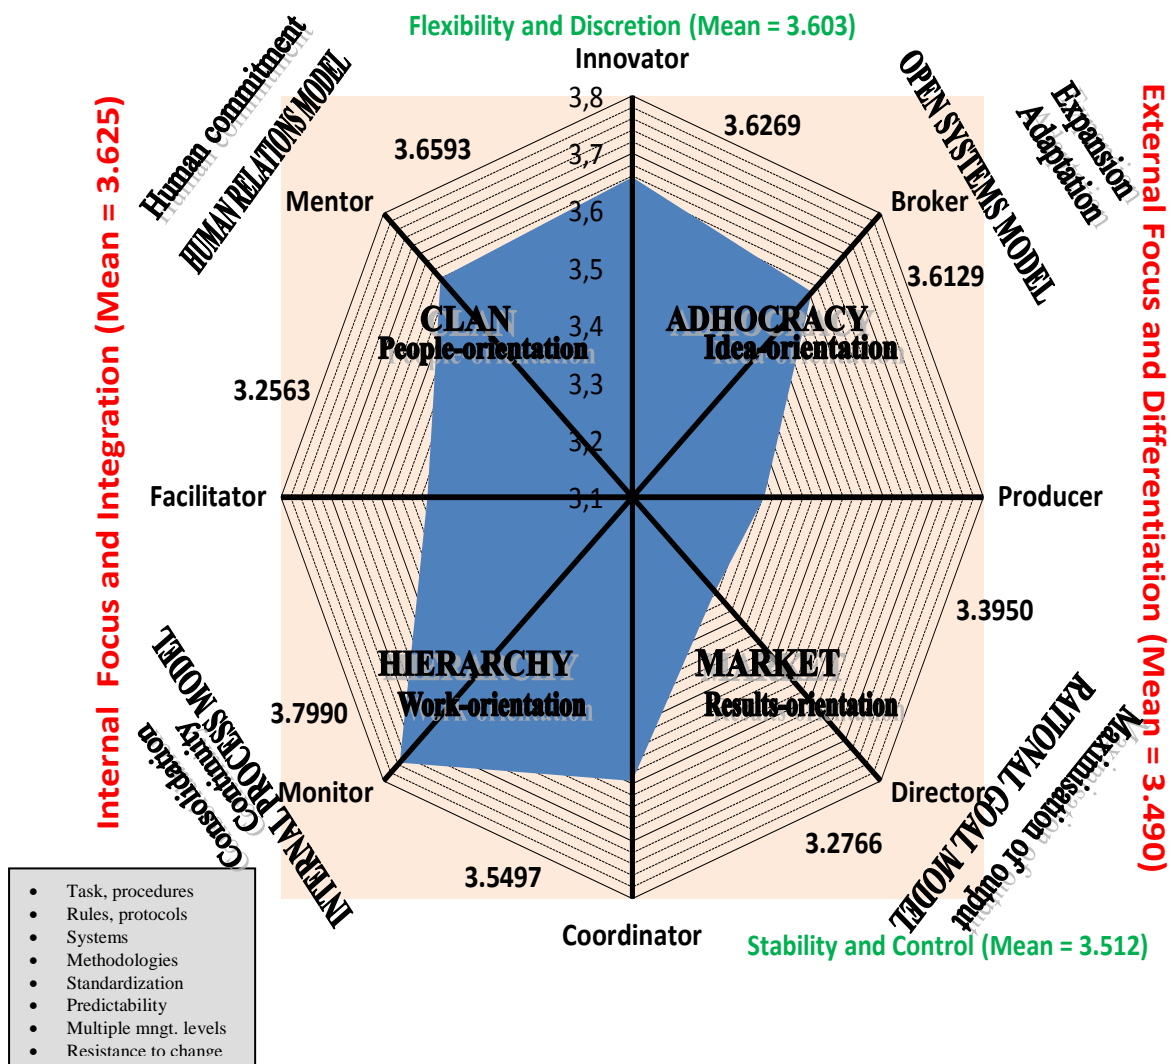 Flexibility and Discretion (Mean = 3.603)
Innovator
Human commitment
HUMAN RELATIONS MODEL
OPEN SYSTEMS MODEL
Expansion
Adaptation
Internal Focus and Integration (Mean = 3.625)
External Focus and Differentiation (Mean = 3.490)
3,8
3,7
3,6
3,5
3,4
3,3
3,2
3,1
3.6593
3.6269
Mentor
Broker
3.6129
CLAN
People-orientation
ADHOCRACY
Idea-orientation
3.2563
Facilitator
Producer
3.3950
HIERARCHY
Work-orientation
MARKET
Results-orientation
3.7990
Monitor
Director
3.2766
3.5497
Coordinator
INTERNAL PROCESS MODEL
Continuity
Consolidation
RATIONAL GOAL MODEL
Maximisation of output
Stability and Control (Mean = 3.512)
• Task, procedures
• Rules, protocols
• Systems
• Methodologies
• Standardization
• Predictability
• Multiple mngt. levels
• Resistance to change